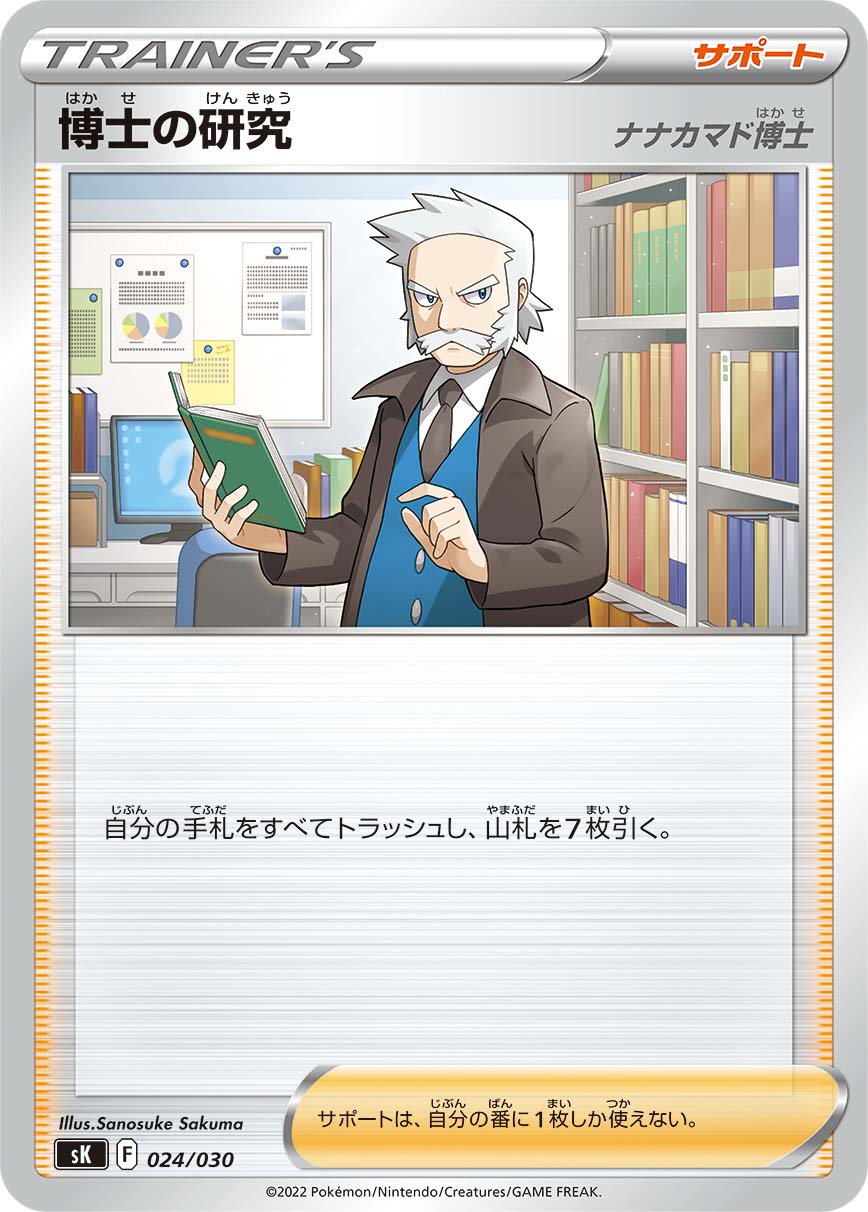 TRAINER'S
サポート
はかせ けんきゅう
博士の研究
はかせ
ナナカマド博士
じぶん てふだ やまふだ まい ひ
自分の手札をすべてトラッシュし、山札を7枚引く。
Illus.Sanosuke Sakuma
じぶん ばん まい つか
サポートは、自分の番に1枚しか使えない。
sK F 024/030
©2022 Pokémon/Nintendo/Creatures/GAME FREAK.